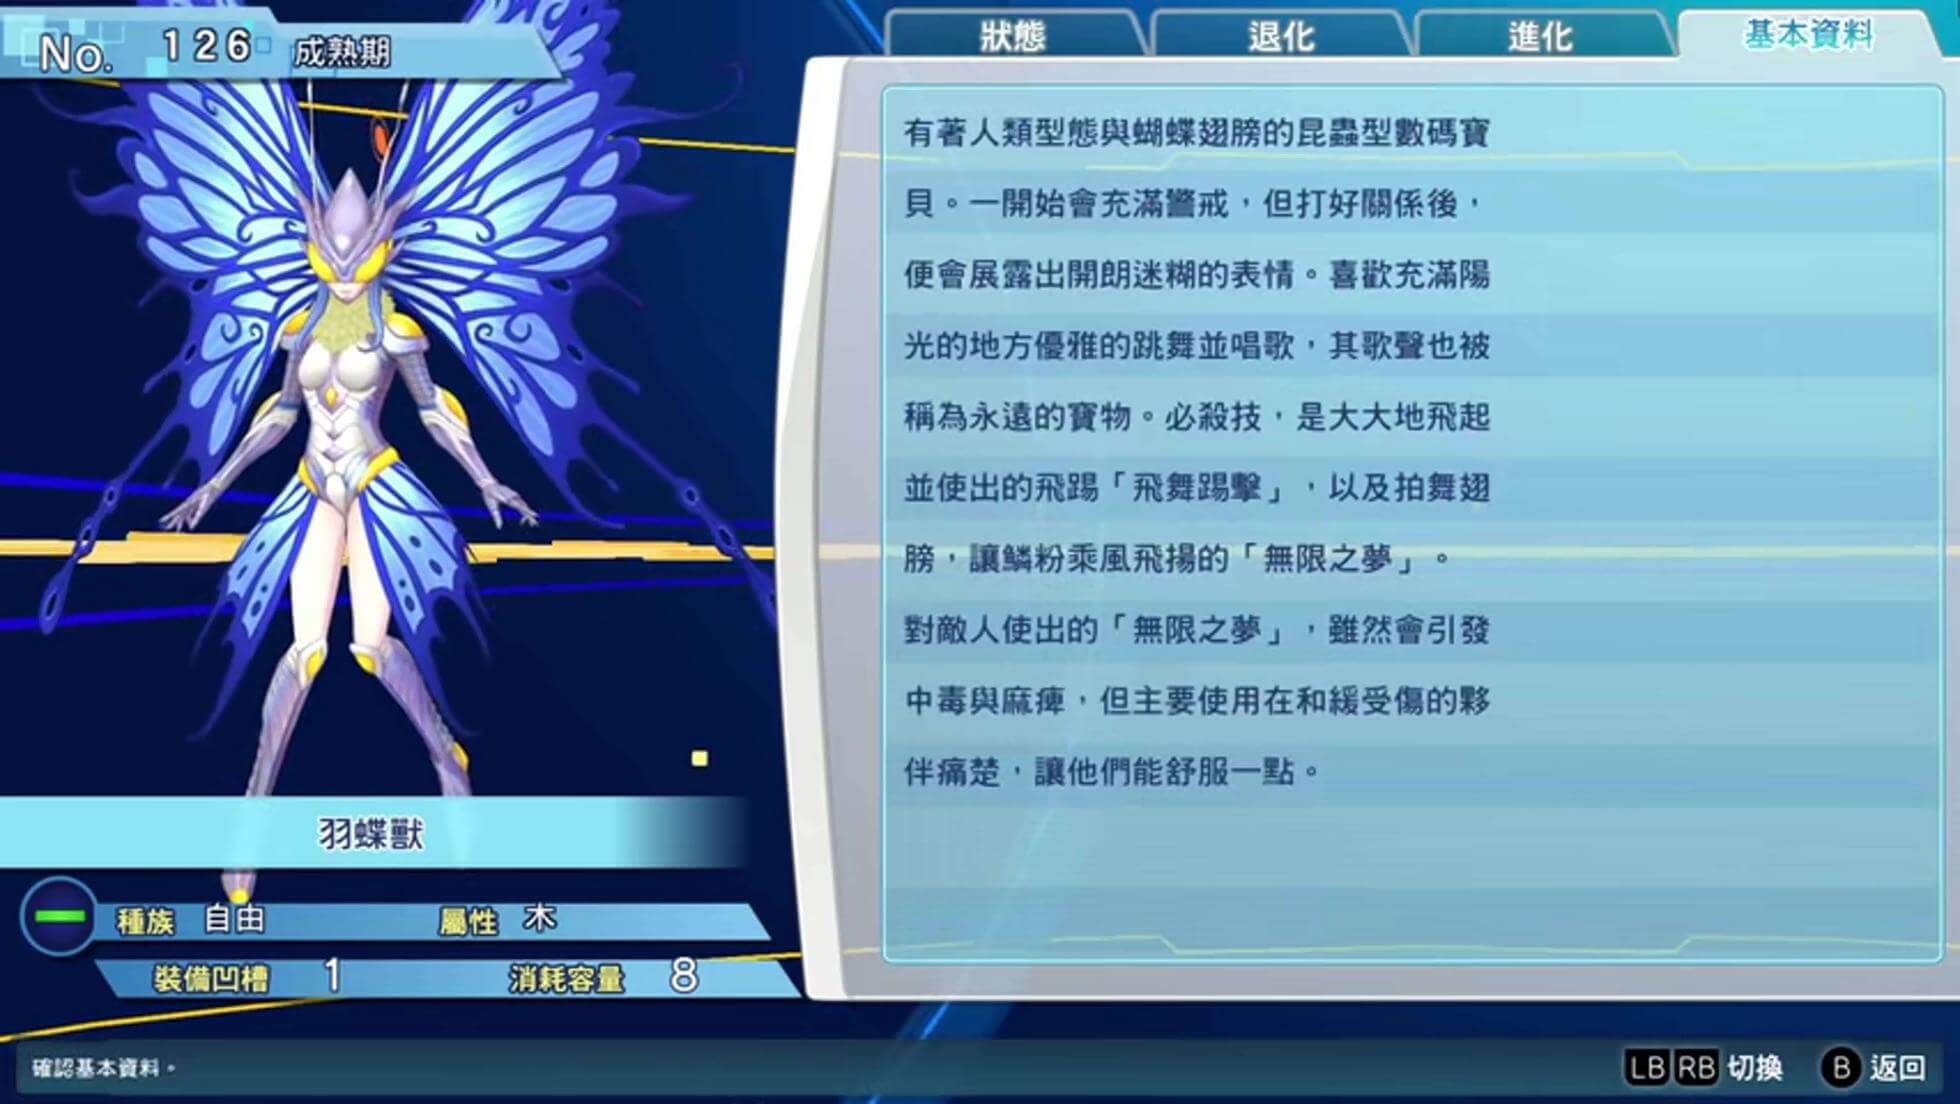 No. 126 成熟期
狀態
退化
進化
基本資料
有著人類型態與蝴蝶翅膀的昆蟲型數碼寶
貝。一開始會充滿警戒，但打好關係後，
便會展露出開朗迷糊的表情。喜歡充滿陽
光的地方優雅的跳舞並唱歌，其歌聲也被
稱為永遠的寶物。必殺技，是大大地飛起
並使出的飛踢「飛舞踢擊」，以及拍舞翅
膀，讓鱗粉乘風飛揚的「無限之夢」。
對敵人使出的「無限之夢」，雖然會引發
中毒與麻痺，但主要使用在和緩受傷的夥
伴痛楚，讓他們能舒服一點。
羽蝶獸
種族 自由 屬性 木
裝備凹槽 1 消耗容量 8
確認基本資料。
LB RB 切換 B 返回